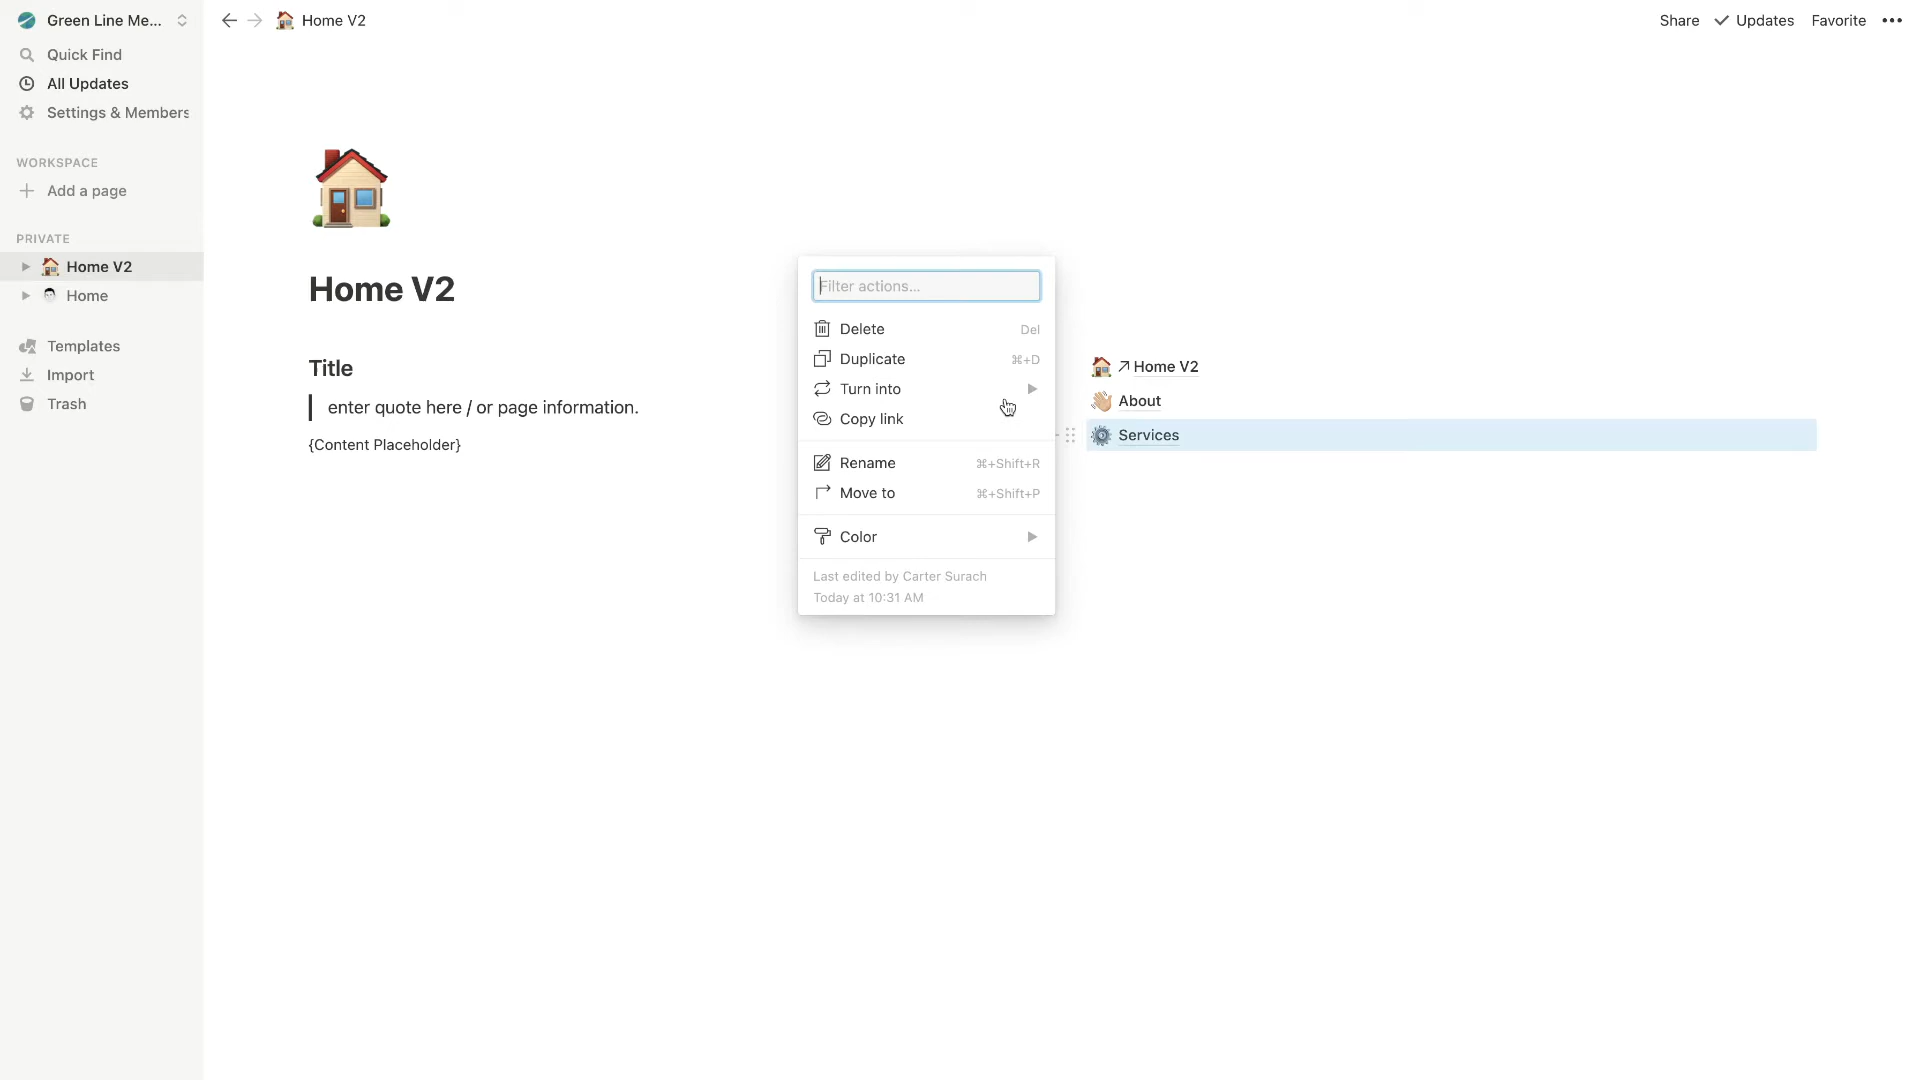 Green Line Me...
Home V2
Share
Updates
Favorite
Quick Find
All Updates
Settings & Members
WORKSPACE
Add a page
PRIVATE
Home V2
Home
Templates
Import
Trash
Home V2
Title
enter quote here / or page information.
{Content Placeholder}
Filter actions...
Delete Del
Duplicate ⌘+D
Turn into
Copy link
Rename ⌘+Shift+R
Move to ⌘+Shift+P
Color
Last edited by Carter Surach
Today at 10:31 AM
Home V2
About
Services